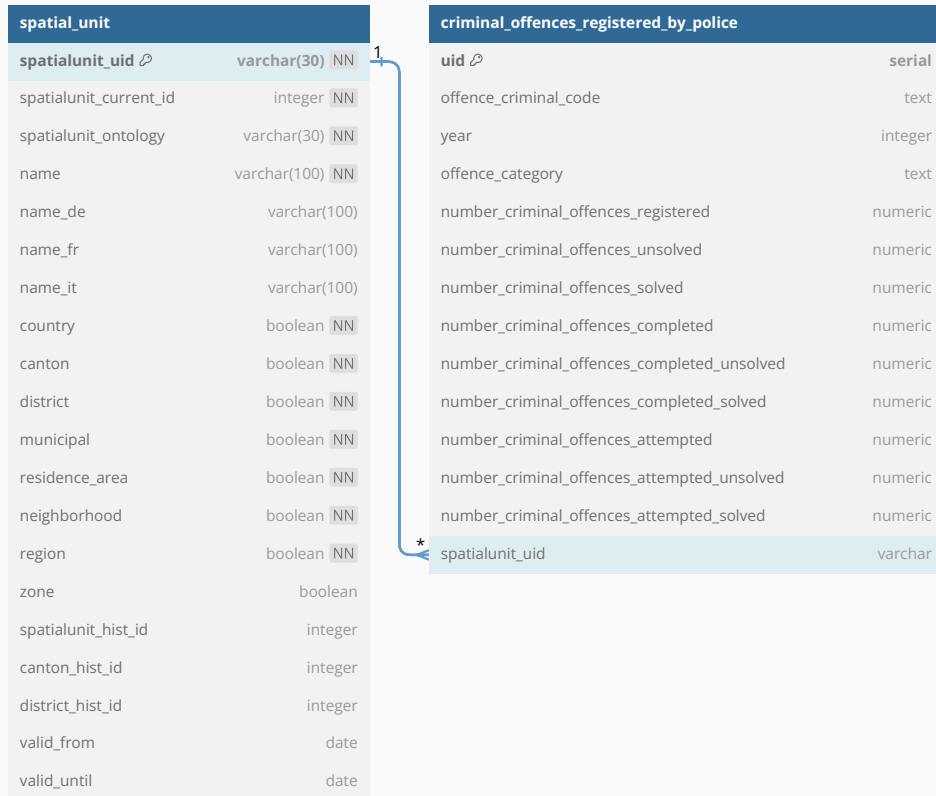 spatial_unit
spatialunit_uid varchar(30) NN
spatialunit_current_id integer NN
spatialunit_ontology varchar(30) NN
name varchar(100) NN
name_de varchar(100)
name_fr varchar(100)
name_it varchar(100)
country boolean NN
canton boolean NN
district boolean NN
municipal boolean NN
residence_area boolean NN
neighborhood boolean NN
region boolean NN
zone boolean
spatialunit_hist_id integer
canton_hist_id integer
district_hist_id integer
valid_from date
valid_until date
1
*
criminal_offences_registered_by_police
uid serial
offence_criminal_code text
year integer
offence_category text
number_criminal_offences_registered numeric
number_criminal_offences_unsolved numeric
number_criminal_offences_solved numeric
number_criminal_offences_completed numeric
number_criminal_offences_completed_unsolved numeric
number_criminal_offences_completed_solved numeric
number_criminal_offences_attempted numeric
number_criminal_offences_attempted_unsolved numeric
number_criminal_offences_attempted_solved numeric
spatialunit_uid varchar